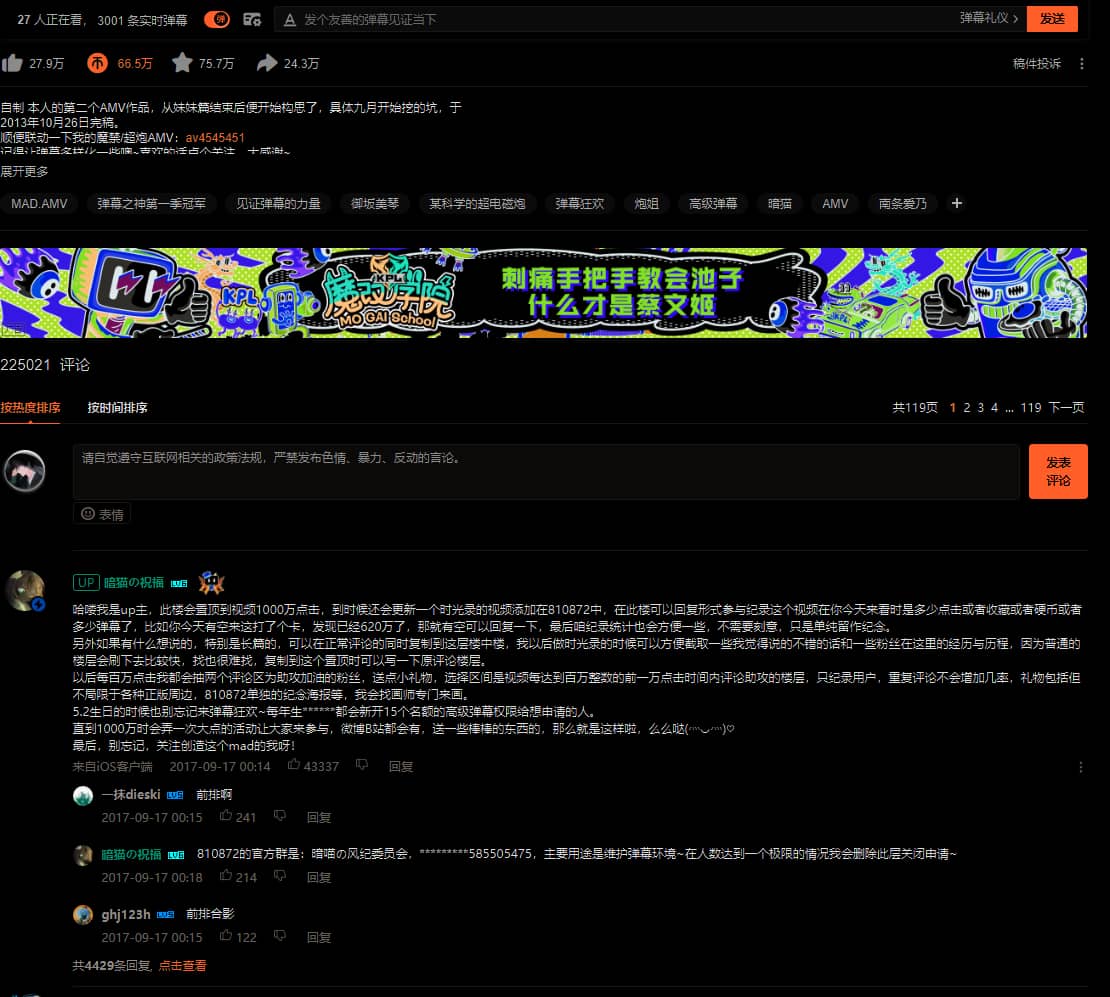 27 人正在看， 3001 条实时弹幕 弹 A 发个友善的弹幕见证当下 弹幕礼仪 发送
27.9万 66.5万 75.7万 24.3万 稿件投诉
自制 本人的第二个AMV作品，从妹妹篇结束后便开始构思了，具体九月开始挖的坑，于
2013年10月26日完稿。
顺便联动一下我的魔禁/超炮AMV：av4545451
记得让弹幕多样化一些噢~喜欢的话点个关注，大感谢~
展开更多
MAD.AMV 弹幕之神第一季冠军 见证弹幕的力量 御坂美琴 某科学的超电磁炮 弹幕狂欢 炮姐 高级弹幕 暗猫 AMV 南条爱乃 +
KPL 魔改学院 MO GAI School 刺痛手把手教会池子
什么才是蔡文姬
225021 评论
按热度排序 按时间排序 共119页 1 2 3 4 ... 119 下一页
请自觉遵守互联网相关的政策法规，严禁发布色情、暴力、反动的言论。
发表
评论
表情
UP 暗猫の祝福 LV6
哈喽我是up主，此楼会置顶到视频1000万点击，到时候还会更新一个时光录的视频添加在810872中，在此楼可以回复形式参与纪录这个视频在你今天来看时是多少点击或者收藏或者硬币或者
多少弹幕了，比如你今天有空来这打了个卡，发现已经620万了，那就有空可以回复一下，最后咱纪录统计也会方便一些，不需要刻意，只是单纯留作纪念。
另外如果有什么想说的，特别是长篇的，可以在正常评论的同时复制到这层楼中楼，我以后做时光录的时候可以方便截取一些我觉得说的不错的话和一些粉丝在这里的经历与历程，因为普通的
楼层会刷下去比较快，找也很难找，复制到这个置顶时可以写一下原评论楼层。
以后每百万点击我都会抽两个评论区为助攻加油的粉丝，送点小礼物，选择区间是视频每达到百万整数的前一万点击时间内评论助攻的楼层，只纪录用户，重复评论不会增加几率，礼物包括但
不局限于各种正版周边，810872单独的纪念海报等，我会找画师专门来画。
5.2生日的时候也别忘记来弹幕狂欢~每年生******都会新开15个名额的高级弹幕权限给想申请的人。
直到1000万时会弄一次大点的活动让大家来参与，微博B站都会有，送一些棒棒的东西的，那么就是这样啦，么么哒(◜◡◝)♡
最后，别忘记，关注创造这个mad的我呀！
来自iOS客户端 2017-09-17 00:14 43337 回复
一抹dieski LV5 前排啊
2017-09-17 00:15 241 回复
暗猫の祝福 LV6 810872的官方群是：暗喵の风纪委员会，*********585505475，主要用途是维护弹幕环境~在人数达到一个极限的情况我会删除此层关闭申请~
2017-09-17 00:18 214 回复
ghj123h LV5 前排合影
2017-09-17 00:15 122 回复
共4429条回复, 点击查看